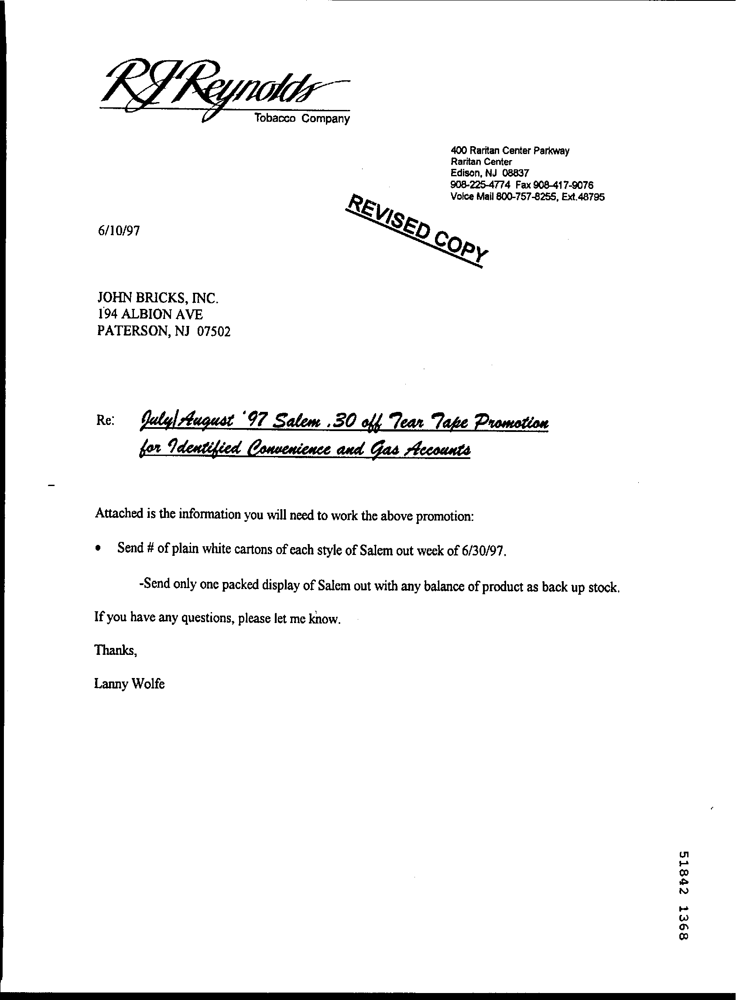 RJReynolds
Tobacco Company
400 Raritan Center Parkway
Raritan Center
Edison, NJ 08837
908-225-4774 Fax 908-417-9076
Voice Mail 800-757-8255, Ext.48795
REVISED COPY
6/10/97
JOHN BRICKS, INC.
194 ALBION AVE
PATERSON, NJ 07502
Re: July/August '97 Salem .30 off Tear Tape Promotion
for Identified Convenience and Gas Accounts
Attached is the information you will need to work the above promotion:
• Send # of plain white cartons of each style of Salem out week of 6/30/97.
-Send only one packed display of Salem out with any balance of product as back up stock.
If you have any questions, please let me know.
Thanks,
Lanny Wolfe
51842 1368